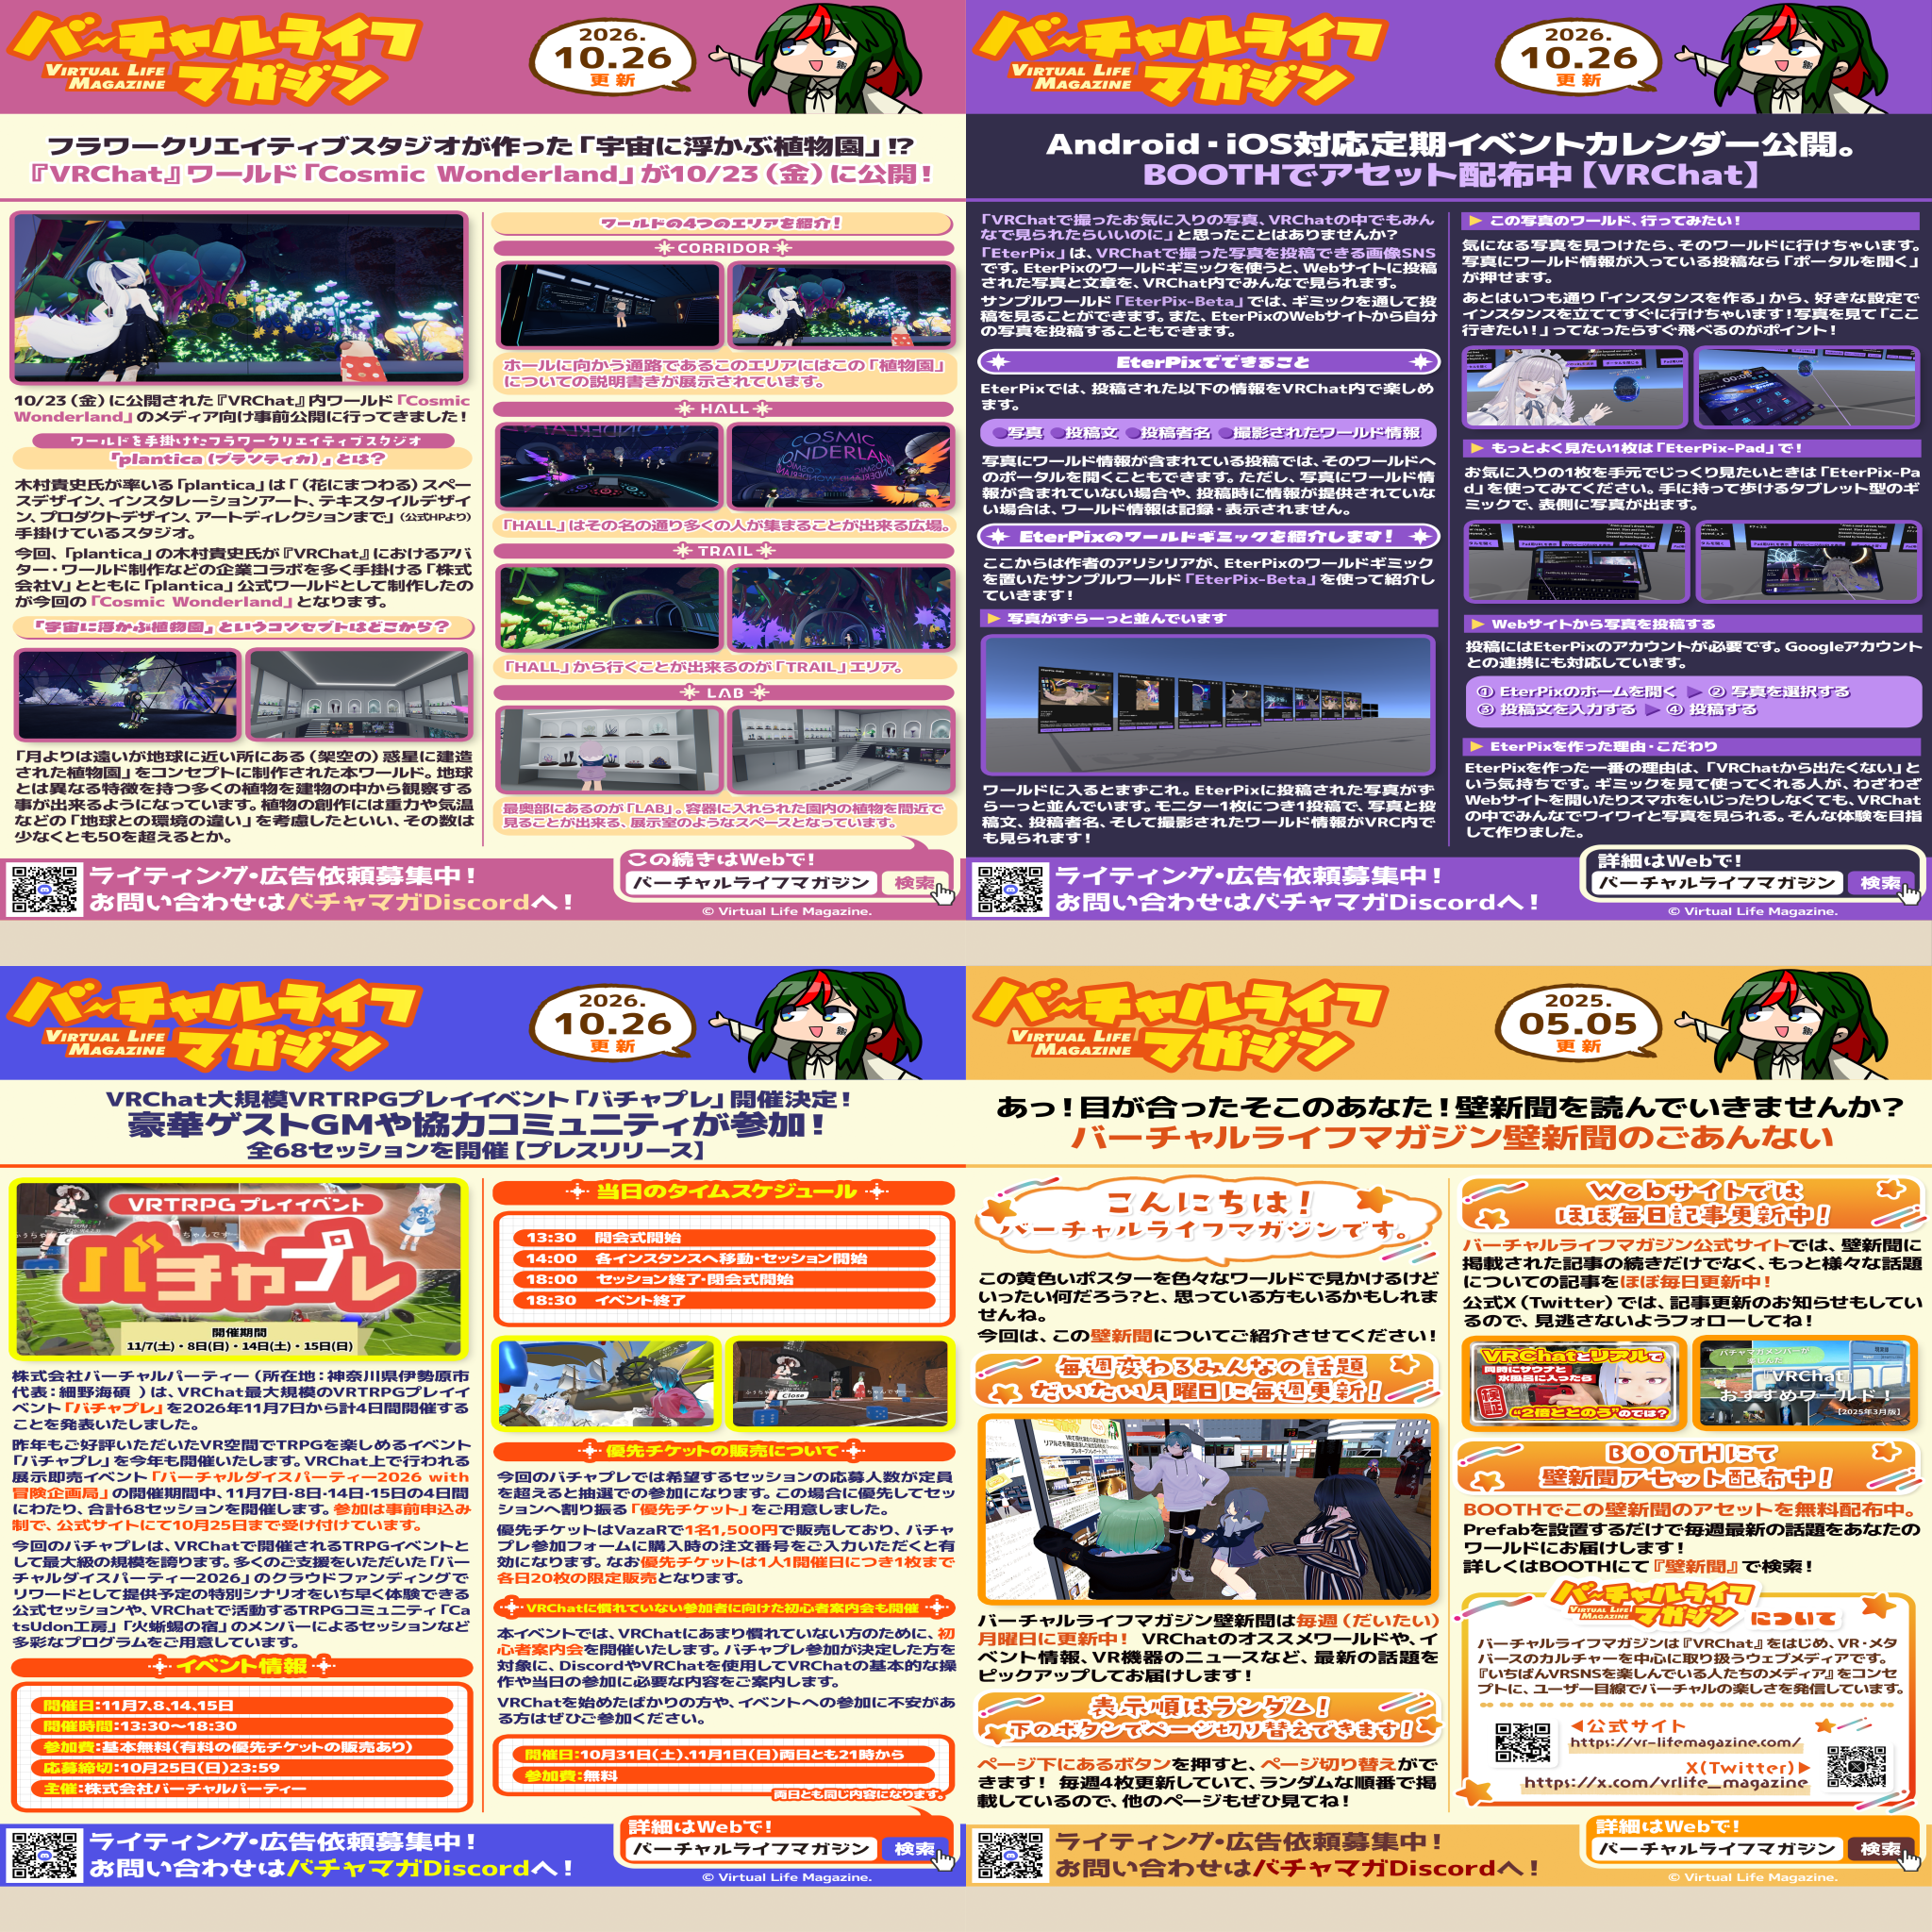 バーチャルライフ
マガジン
VIRTUAL LIFE
MAGAZINE
2026.
10.26
更新
フラワークリエイティブスタジオが作った「宇宙に浮かぶ植物園」!?
『VRChat』ワールド「Cosmic Wonderland」が10/23(金)に公開!
10/23(金)に公開された『VRChat』内ワールド「Cosmic
Wonderland」のメディア向け事前公開に行ってきました!
ワールドを手掛けたフラワークリエイティブスタジオ
「plantica(プランティカ)」とは?
木村貴史氏が率いる「plantica」は「(花にまつわる)スペー
スデザイン、インスタレーションアート、テキスタイルデザイ
ン、プロダクトデザイン、アートディレクションまで」(公式HPより)
手掛けているスタジオ。
今回、「plantica」の木村貴史氏が『VRChat』におけるアバ
ター・ワールド制作などの企業コラボを多く手掛ける「株式
会社V」とともに「plantica」公式ワールドとして制作したの
が今回の「Cosmic Wonderland」となります。
「宇宙に浮かぶ植物園」というコンセプトはどこから?
「月よりは遠いが地球に近い所にある(架空の)惑星に建造
された植物園」をコンセプトに制作された本ワールド。地球
とは異なる特徴を持つ多くの植物を建物の中から観察する
事が出来るようになっています。植物の創作には重力や気温
などの「地球との環境の違い」を考慮したといい、その数は
少なくとも50を超えるとか。
ワールドの4つのエリアを紹介!
CORRIDOR
ホールに向かう通路であるこのエリアにはこの「植物園」
についての説明書きが展示されています。
HALL
COSMIC
WONDERLAND
「HALL」はその名の通り多くの人が集まることが出来る広場。
TRAIL
「HALL」から行くことが出来るのが「TRAIL」エリア。
LAB
最奥部にあるのが「LAB」。容器に入れられた園内の植物を間近で
見ることが出来る、展示室のようなスペースとなっています。
ライティング・広告依頼募集中!
お問い合わせはバチャマガDiscordへ!
この続きはWebで!
バーチャルライフマガジン 検索
© Virtual Life Magazine.
バーチャルライフ
マガジン
VIRTUAL LIFE
MAGAZINE
2026.
10.26
更新
Android・iOS対応定期イベントカレンダー公開。
BOOTHでアセット配布中【VRChat】
「VRChatで撮ったお気に入りの写真、VRChatの中でもみん
なで見られたらいいのに」と思ったことはありませんか?
「EterPix」は、VRChatで撮った写真を投稿できる画像SNS
です。EterPixのワールドギミックを使うと、Webサイトに投稿
された写真と文章を、VRChat内でみんなで見られます。
サンプルワールド「EterPix-Beta」では、ギミックを通して投
稿を見ることができます。また、EterPixのWebサイトから自分
の写真を投稿することもできます。
EterPixでできること
EterPixでは、投稿された以下の情報をVRChat内で楽しめ
ます。
●写真 ●投稿文 ●投稿者名 ●撮影されたワールド情報
写真にワールド情報が含まれている投稿では、そのワールドへ
のポータルを開くこともできます。ただし、写真にワールド情
報が含まれていない場合や、投稿時に情報が提供されていな
い場合は、ワールド情報は記録・表示されません。
EterPixのワールドギミックを紹介します!
ここからは作者のアリシリアが、EterPixのワールドギミック
を置いたサンプルワールド「EterPix-Beta」を使って紹介し
ていきます!
▶ 写真がずらーっと並んでいます
ワールドに入るとまずこれ。EterPixに投稿された写真がず
らーっと並んでいます。モニター1枚につき1投稿で、写真と投
稿文、投稿者名、そして撮影されたワールド情報がVRC内で
も見られます!
▶ この写真のワールド、行ってみたい!
気になる写真を見つけたら、そのワールドに行けちゃいます。
写真にワールド情報が入っている投稿なら「ポータルを開く」
が押せます。
あとはいつも通り「インスタンスを作る」から、好きな設定で
インスタンスを立ててすぐに行けちゃいます!写真を見て「ここ
行きたい!」ってなったらすぐ飛べるのがポイント!
▶ もっとよく見たい1枚は「EterPix-Pad」で!
お気に入りの1枚を手元でじっくり見たいときは「EterPix-Pa
d」を使ってみてください。手に持って歩けるタブレット型のギ
ミックで、表側に写真が出ます。
▶ Webサイトから写真を投稿する
投稿にはEterPixのアカウントが必要です。Googleアカウント
との連携にも対応しています。
① EterPixのホームを開く ▶ ② 写真を選択する
③ 投稿文を入力する ▶ ④ 投稿する
▶ EterPixを作った理由・こだわり
EterPixを作った一番の理由は、「VRChatから出たくない」と
いう気持ちです。ギミックを見て使ってくれる人が、わざわざ
Webサイトを開いたりスマホをいじったりしなくても、VRChat
の中でみんなでワイワイと写真を見られる。そんな体験を目指
して作りました。
ライティング・広告依頼募集中!
お問い合わせはバチャマガDiscordへ!
詳細はWebで!
バーチャルライフマガジン 検索
© Virtual Life Magazine.
バーチャルライフ
マガジン
VIRTUAL LIFE
MAGAZINE
2026.
10.26
更新
VRChat大規模VRTRPGプレイイベント「バチャプレ」開催決定!
豪華ゲストGMや協力コミュニティが参加!
全68セッションを開催【プレスリリース】
VRTRPG プレイイベント
バチャプレ
開催期間
11/7(土)・8日(日)・14日(土)・15日(日)
株式会社バーチャルパーティー(所在地:神奈川県伊勢原市
代表:細野海碩 )は、VRChat最大規模のVRTRPGプレイイ
ベント「バチャプレ」を2026年11月7日から計4日間開催する
ことを発表いたしました。
昨年もご好評いただいたVR空間でTRPGを楽しめるイベント
「バチャプレ」を今年も開催いたします。VRChat上で行われる
展示即売イベント「バーチャルダイスパーティー2026 with
冒険企画局」の開催期間中、11月7日・8日・14日・15日の4日間
にわたり、合計68セッションを開催します。参加は事前申込み
制で、公式サイトにて10月25日まで受け付けています。
今回のバチャプレは、VRChatで開催されるTRPGイベントと
して最大級の規模を誇ります。多くのご支援をいただいた「バー
チャルダイスパーティー2026」のクラウドファンディングで
リワードとして提供予定の特別シナリオをいち早く体験できる
公式セッションや、VRChatで活動するTRPGコミュニティ「Ca
tsUdon工房」「火蜥蜴の宿」のメンバーによるセッションなど
多彩なプログラムをご用意しています。
イベント情報
開催日:11月7、8、14、15日
開催時間:13:30〜18:30
参加費:基本無料(有料の優先チケットの販売あり)
応募締切:10月25日(日)23:59
主催:株式会社バーチャルパーティー
当日のタイムスケジュール
13:30 開会式開始
14:00 各インスタンスへ移動・セッション開始
18:00 セッション終了・閉会式開始
18:30 イベント終了
Close
優先チケットの販売について
今回のバチャプレでは希望するセッションの応募人数が定員
を超えると抽選での参加になります。この場合に優先してセッ
ションへ割り振る「優先チケット」をご用意しました。
優先チケットはVazaRで1名1,500円で販売しており、バチャ
プレ参加フォームに購入時の注文番号をご入力いただくと有
効になります。なお優先チケットは1人1開催日につき1枚まで
各日20枚の限定販売となります。
VRChatに慣れていない参加者に向けた初心者案内会も開催
本イベントでは、VRChatにあまり慣れていない方のために、初
心者案内会を開催いたします。バチャプレ参加が決定した方を
対象に、DiscordやVRChatを使用してVRChatの基本的な操
作や当日の参加に必要な内容をご案内します。
VRChatを始めたばかりの方や、イベントへの参加に不安があ
る方はぜひご参加ください。
開催日:10月31日(土)、11月1日(日)両日とも21時から
参加費:無料
両日とも同じ内容になります。
ライティング・広告依頼募集中!
お問い合わせはバチャマガDiscordへ!
詳細はWebで!
バーチャルライフマガジン 検索
© Virtual Life Magazine.
バーチャルライフ
マガジン
VIRTUAL LIFE
MAGAZINE
2025.
05.05
更新
あっ!目が合ったそこのあなた!壁新聞を読んでいきませんか?
バーチャルライフマガジン壁新聞のごあんない
こんにちは!
バーチャルライフマガジンです。
この黄色いポスターを色々なワールドで見かけるけど
いったい何だろう?と、思っている方もいるかもしれま
せんね。
今回は、この壁新聞についてご紹介させてください!
毎週変わるみんなの話題
だいたい月曜日に毎週更新!
バーチャルライフマガジン壁新聞は毎週(だいたい)
月曜日に更新中! VRChatのオススメワールドや、イ
ベント情報、VR機器のニュースなど、最新の話題を
ピックアップしてお届けします!
表示順はランダム!
下のボタンでページ切り替えできます!
ページ下にあるボタンを押すと、ページ切り替えがで
きます! 毎週4枚更新していて、ランダムな順番で掲
載しているので、他のページもぜひ見てね!
Webサイトでは
ほぼ毎日記事更新中!
バーチャルライフマガジン公式サイトでは、壁新聞に
掲載された記事の続きだけでなく、もっと様々な話題
についての記事をほぼ毎日更新中!
公式X(Twitter)では、記事更新のお知らせもしてい
るので、見逃さないようフォローしてね!
VRChatとリアルで
同時にサウナと
水風呂に入ったら
検証
“2倍ととのう”のでは?
バチャマガメンバーが
楽しんだ
『VRChat』
おすすめワールド!
【2025年3月版】
BOOTHにて
壁新聞アセット配布中!
BOOTHでこの壁新聞のアセットを無料配布中。
Prefabを設置するだけで毎週最新の話題をあなたの
ワールドにお届けします!
詳しくはBOOTHにて『壁新聞』で検索!
バーチャルライフ
マガジン
VIRTUAL LIFE
MAGAZINE
について
バーチャルライフマガジンは『VRChat』をはじめ、VR・メタ
バースのカルチャーを中心に取り扱うウェブメディアです。
『いちばんVRSNSを楽しんでいる人たちのメディア』をコンセ
プトに、ユーザー目線でバーチャルの楽しさを発信しています。
◀公式サイト
https://vr-lifemagazine.com/
X(Twitter)▶
https://x.com/vrlife_magazine
ライティング・広告依頼募集中!
お問い合わせはバチャマガDiscordへ!
詳細はWebで!
バーチャルライフマガジン 検索
© Virtual Life Magazine.